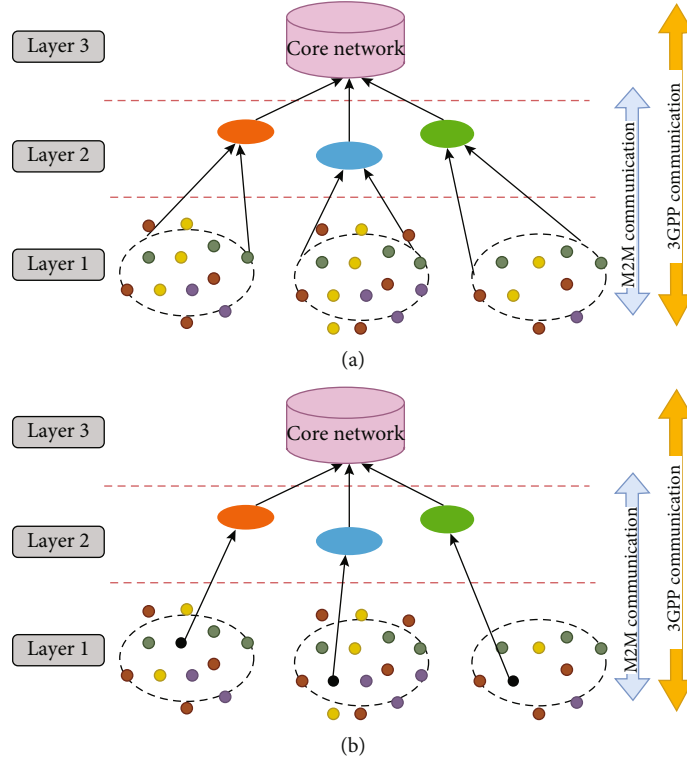 Layer 3
Core network
Layer 2
Layer 1
M2M communication
3GPP communication
(a)
Layer 3
Core network
Layer 2
Layer 1
M2M communication
3GPP communication
(b)